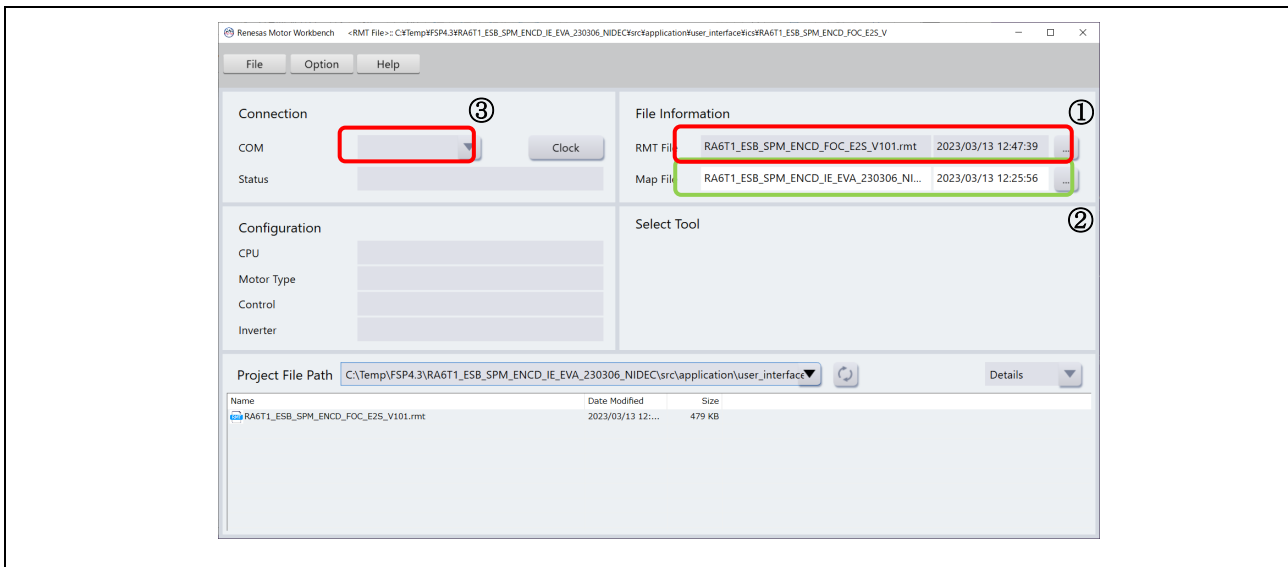 Renesas Motor Workbench <RMT File>:: C:¥Temp¥FSP4.3¥RA6T1_ESB_SPM_ENCD_IE_EVA_230306_NIDEC¥src¥application¥user_interface¥ics¥RA6T1_ESB_SPM_ENCD_FOC_E2S_V
File Option Help
Connection ③
COM Clock
Status
File Information ①
RMT File RA6T1_ESB_SPM_ENCD_FOC_E2S_V101.rmt 2023/03/13 12:47:39 ...
Map File RA6T1_ESB_SPM_ENCD_IE_EVA_230306_NI... 2023/03/13 12:25:56 ...
Configuration
CPU
Motor Type
Control
Inverter
Select Tool ②
Project File Path C:\Temp\FSP4.3\RA6T1_ESB_SPM_ENCD_IE_EVA_230306_NIDEC\src\application\user_interface Details
Name Date Modified Size
RA6T1_ESB_SPM_ENCD_FOC_E2S_V101.rmt 2023/03/13 12:... 479 KB